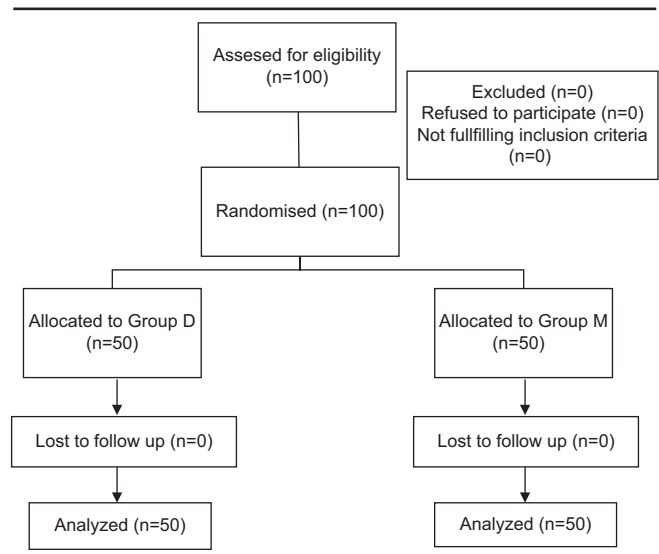 Assesed for eligibility
(n=100)
Excluded (n=0)
Refused to participate (n=0)
Not fullfilling inclusion criteria
(n=0)
Randomised (n=100)
Allocated to Group D
(n=50)
Allocated to Group M
(n=50)
Lost to follow up (n=0)
Lost to follow up (n=0)
Analyzed (n=50)
Analyzed (n=50)